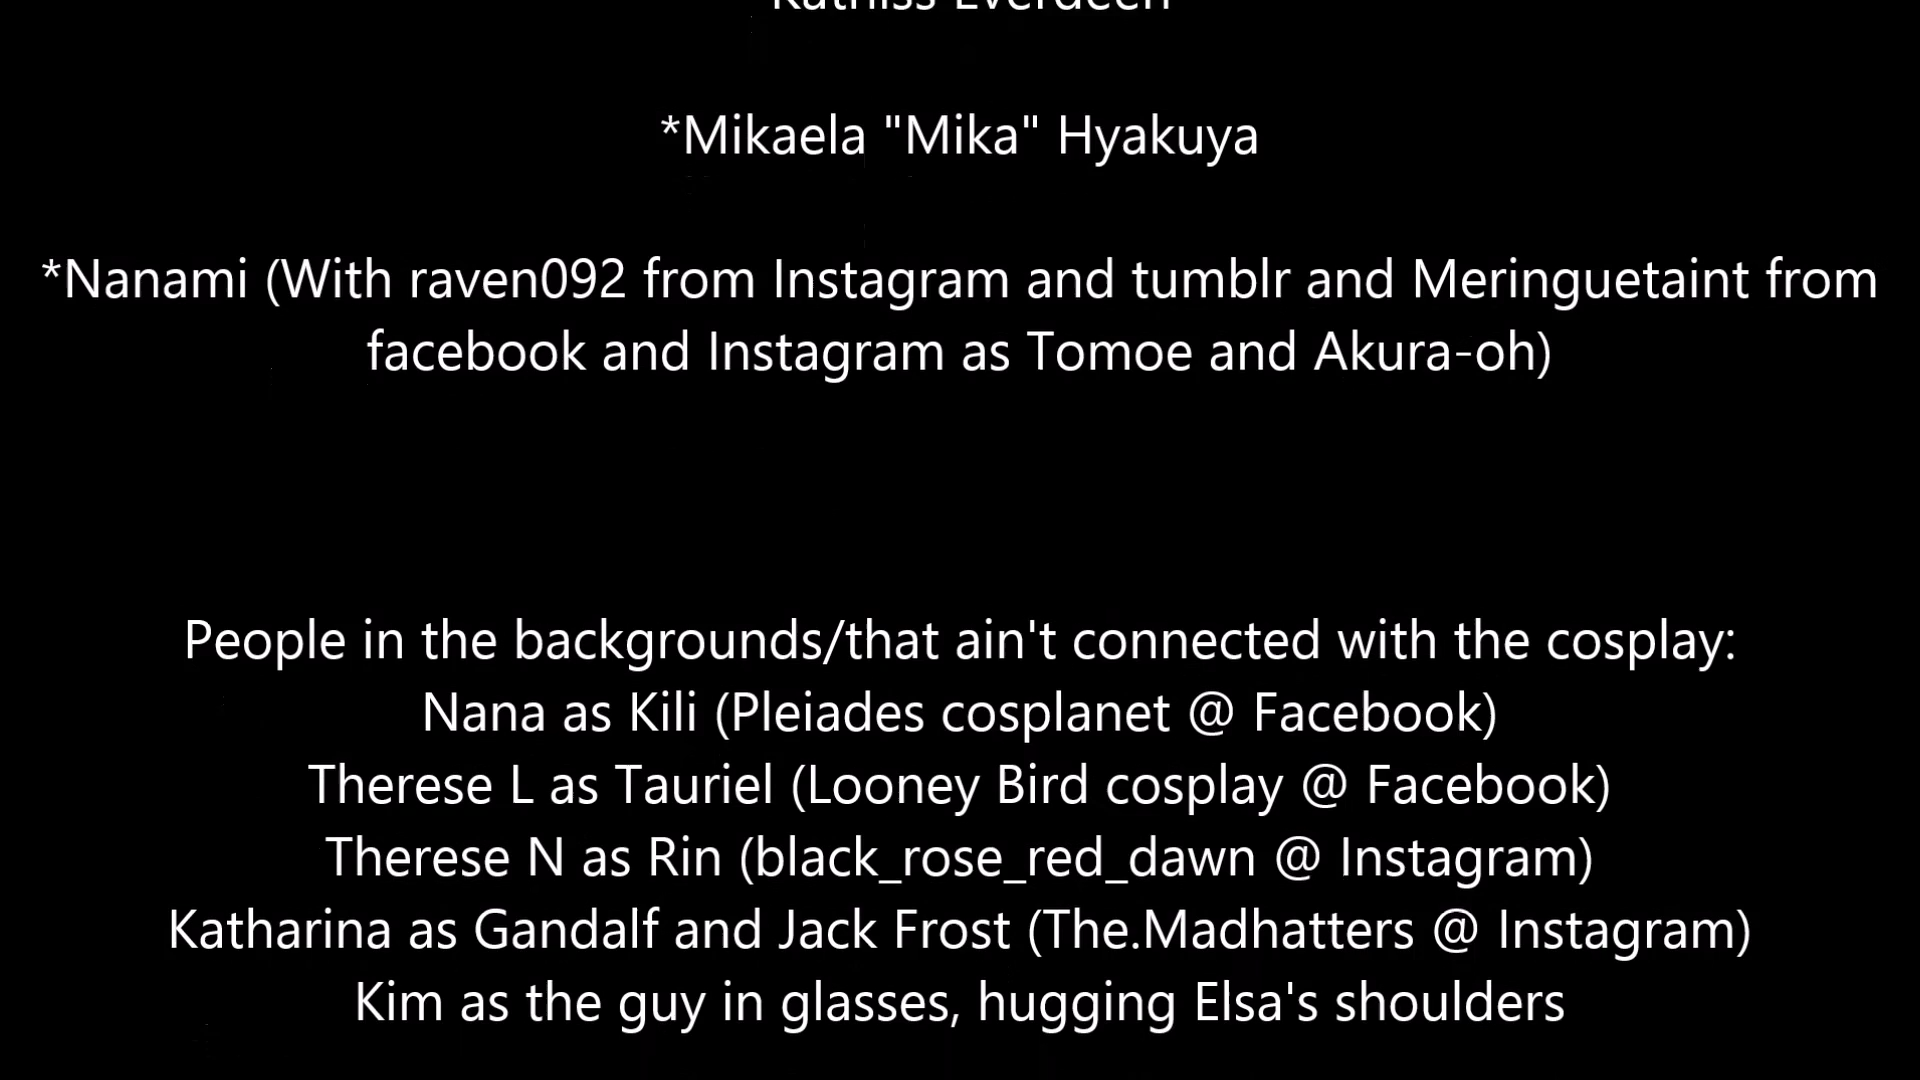 Katniss Everdeen
*Mikaela "Mika" Hyakuya
*Nanami (With raven092 from Instagram and tumblr and Meringuetaint from
facebook and Instagram as Tomoe and Akura-oh)
People in the backgrounds/that ain't connected with the cosplay:
Nana as Kili (Pleiades cosplanet @ Facebook)
Therese L as Tauriel (Looney Bird cosplay @ Facebook)
Therese N as Rin (black_rose_red_dawn @ Instagram)
Katharina as Gandalf and Jack Frost (The.Madhatters @ Instagram)
Kim as the guy in glasses, hugging Elsa's shoulders